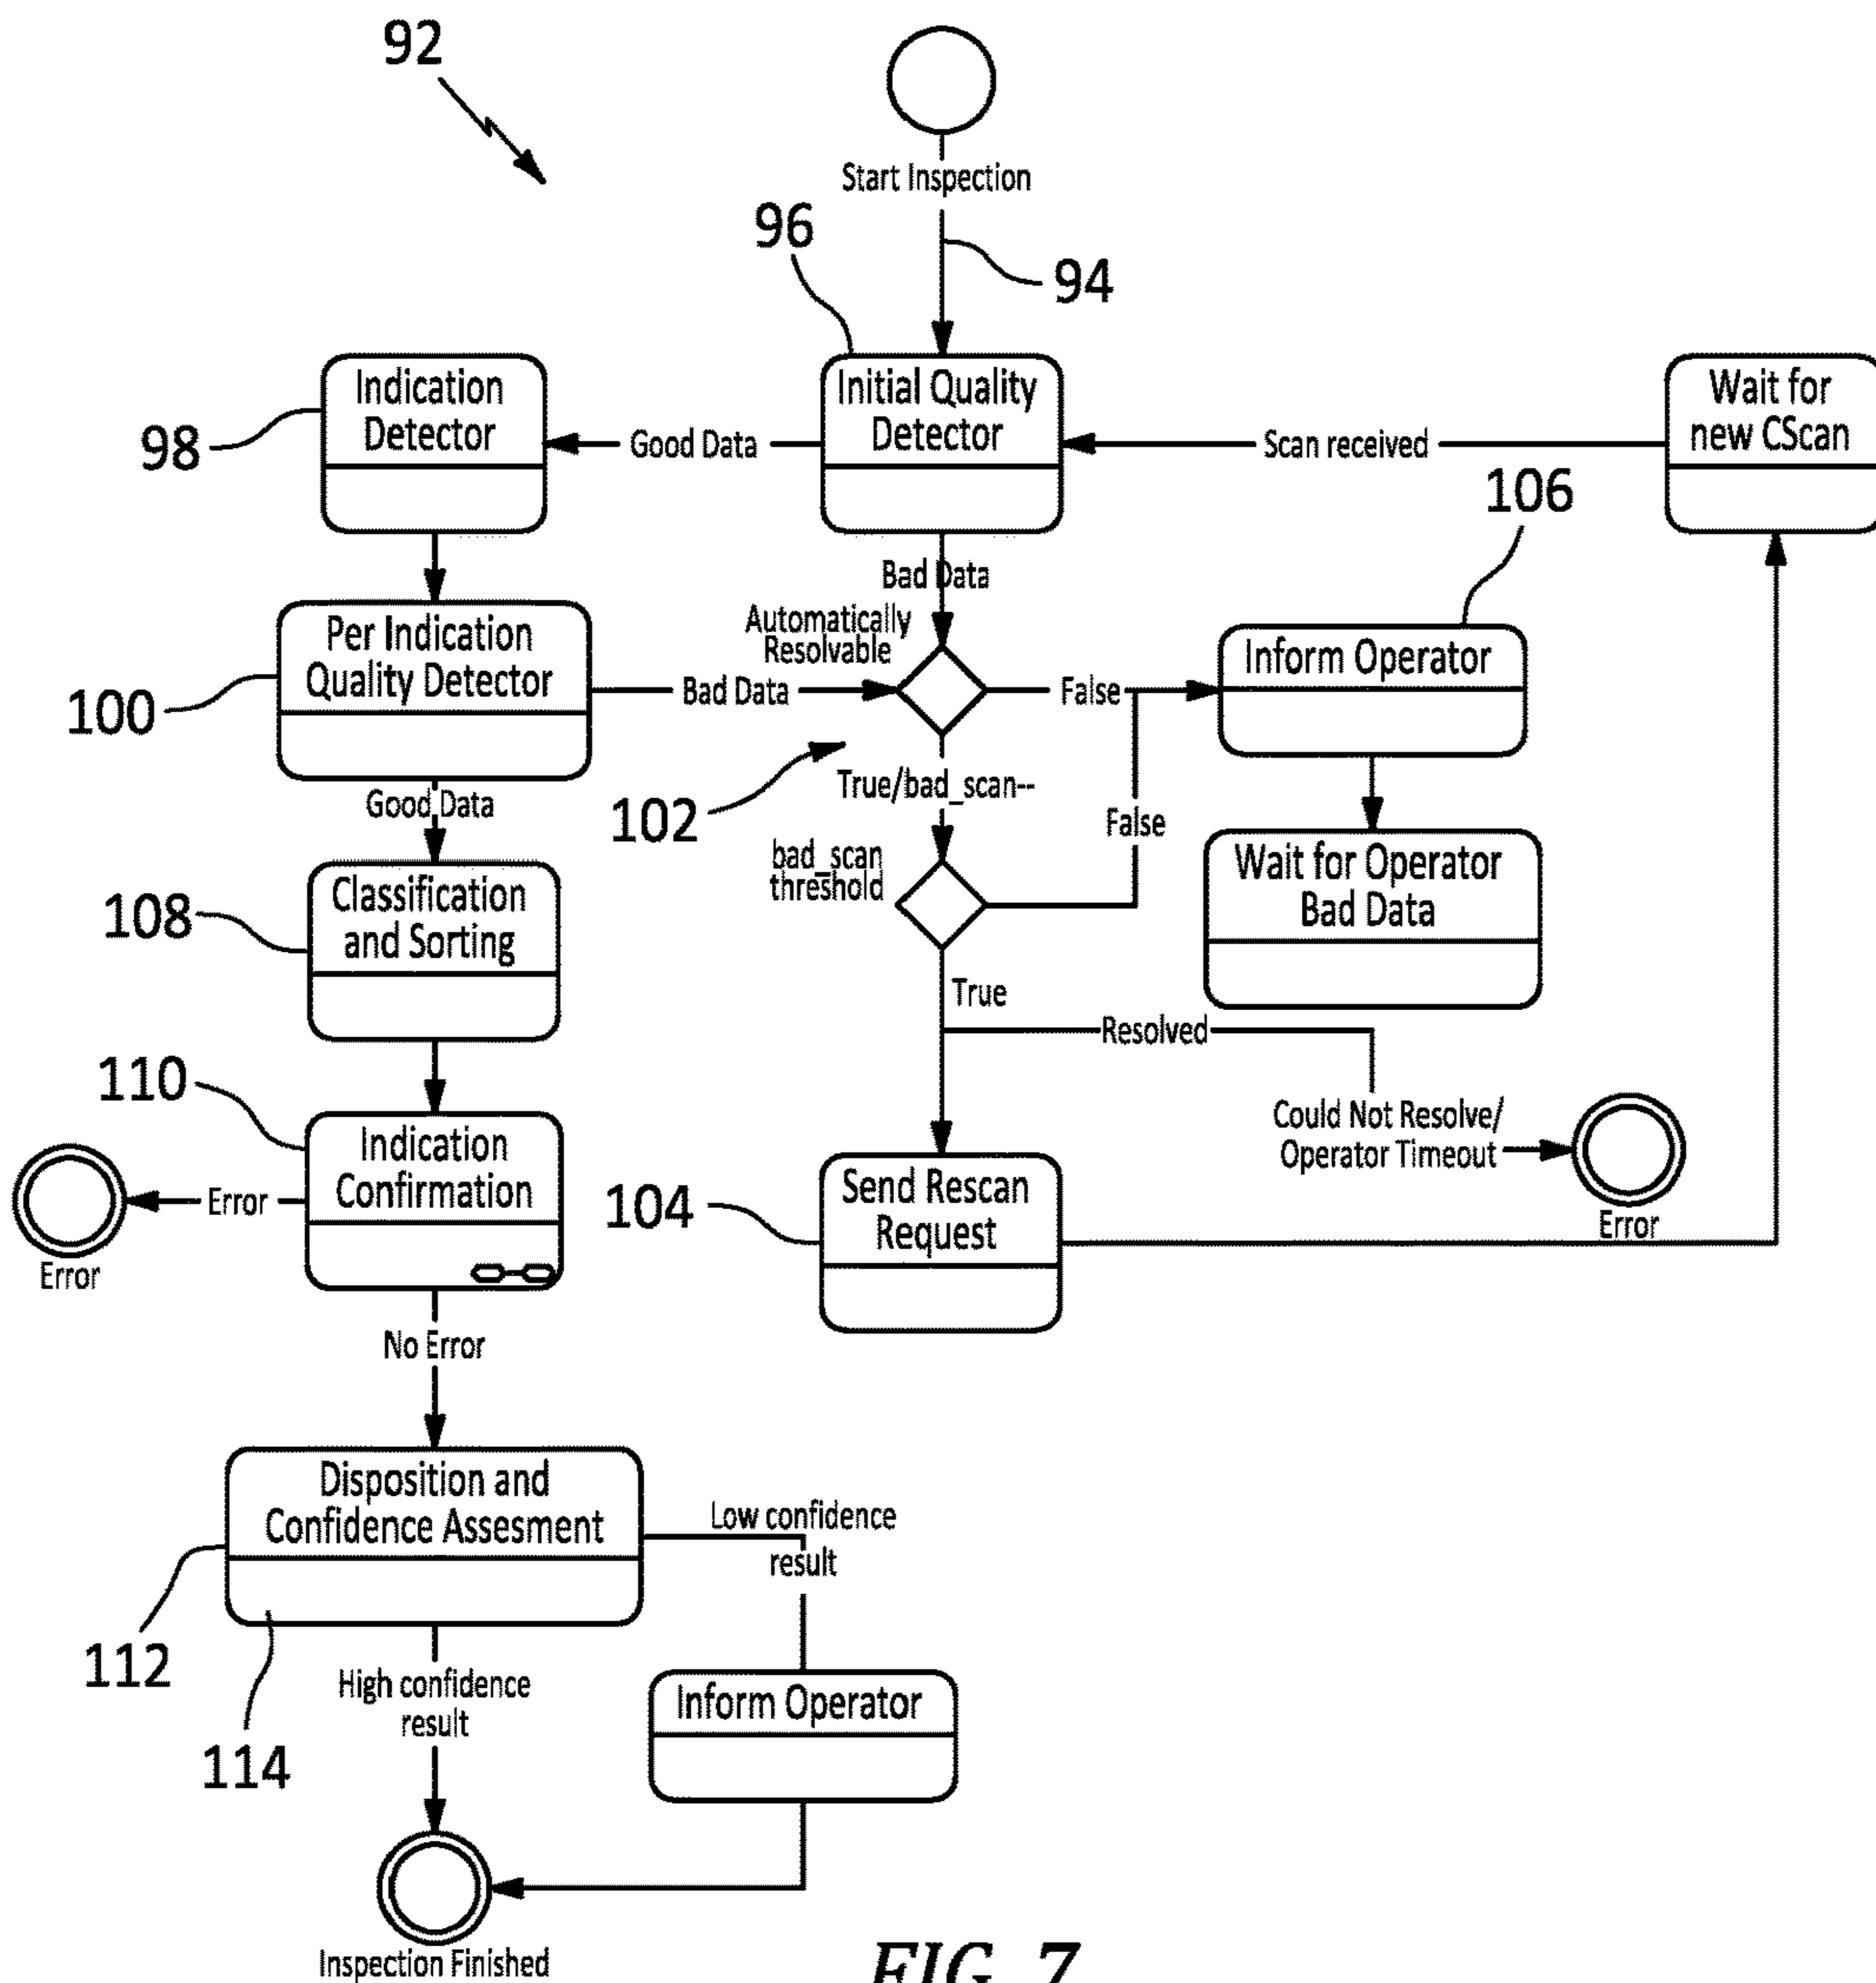 92
Start Inspection
96
94
Indication
Detector
98
Good Data
Initial Quality
Detector
Scan received
Wait for
new CScan
106
Bad Data
Per Indication
Quality Detector
100
Bad Data
Automatically
Resolvable
False
Inform Operator
102
True/bad_scan--
False
Good Data
Wait for Operator
Bad Data
bad_scan
threshold
108
Classification
and Sorting
True
Resolved
110
Indication
Confirmation
Error
Error
Could Not Resolve/
Operator Timeout
Error
104
Send Rescan
Request
No Error
Disposition and
Confidence Assesment
Low confidence
result
112
114
High confidence
result
Inform Operator
Inspection Finished
FIG. 7